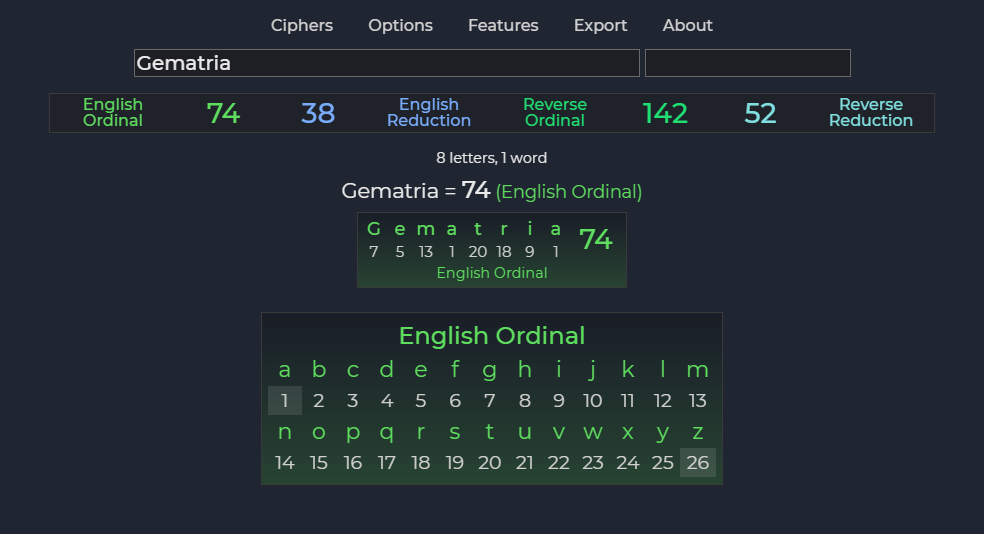 Ciphers Options Features Export About
Gematria
English Ordinal 74 38 English Reduction Reverse Ordinal 142 52 Reverse Reduction
8 letters, 1 word
Gematria = 74 (English Ordinal)
G e m a t r i a 74
7 5 13 1 20 18 9 1
English Ordinal
English Ordinal
a b c d e f g h i j k l m
1 2 3 4 5 6 7 8 9 10 11 12 13
n o p q r s t u v w x y z
14 15 16 17 18 19 20 21 22 23 24 25 26